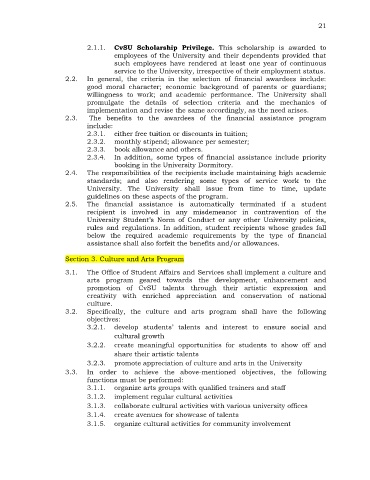 21
2.1.1. CvSU Scholarship Privilege. This scholarship is awarded to
employees of the University and their dependents provided that
such employees have rendered at least one year of continuous
service to the University, irrespective of their employment status.
2.2. In general, the criteria in the selection of financial awardees include:
good moral character; economic background of parents or guardians;
willingness to work; and academic performance. The University shall
promulgate the details of selection criteria and the mechanics of
implementation and revise the same accordingly, as the need arises.
2.3. The benefits to the awardees of the financial assistance program
include:
2.3.1. either free tuition or discounts in tuition;
2.3.2. monthly stipend; allowance per semester;
2.3.3. book allowance and others.
2.3.4. In addition, some types of financial assistance include priority
booking in the University Dormitory.
2.4. The responsibilities of the recipients include maintaining high academic
standards; and also rendering some types of service work to the
University. The University shall issue from time to time, update
guidelines on these aspects of the program.
2.5. The financial assistance is automatically terminated if a student
recipient is involved in any misdemeanor in contravention of the
University Student's Norm of Conduct or any other University policies,
rules and regulations. In addition, student recipients whose grades fall
below the required academic requirements by the type of financial
assistance shall also forfeit the benefits and/or allowances.
Section 3. Culture and Arts Program
3.1. The Office of Student Affairs and Services shall implement a culture and
arts program geared towards the development, enhancement and
promotion of CvSU talents through their artistic expression and
creativity with enriched appreciation and conservation of national
culture.
3.2. Specifically, the culture and arts program shall have the following
objectives:
3.2.1. develop students' talents and interest to ensure social and
cultural growth
3.2.2. create meaningful opportunities for students to show off and
share their artistic talents
3.2.3. promote appreciation of culture and arts in the University
3.3. In order to achieve the above-mentioned objectives, the following
functions must be performed:
3.1.1. organize arts groups with qualified trainers and staff
3.1.2. implement regular cultural activities
3.1.3. collaborate cultural activities with various university offices
3.1.4. create avenues for showcase of talents
3.1.5. organize cultural activities for community involvement